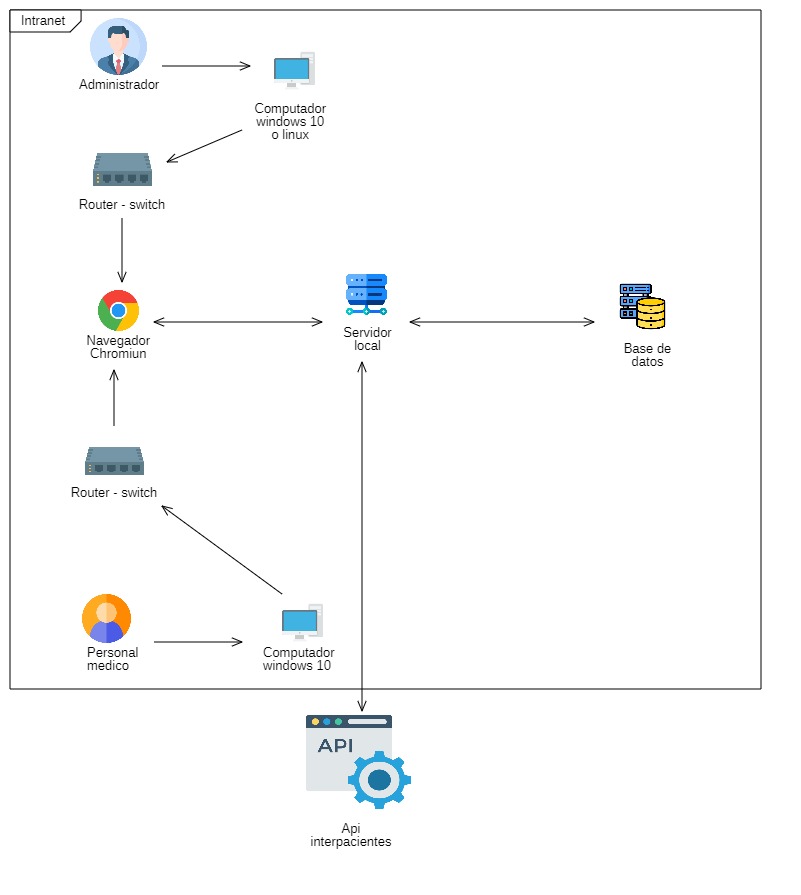 Intranet
Administrador
Computador
windows 10
o linux
Router - switch
Navegador
Chromiun
Servidor
local
Base de
datos
Router - switch
Personal
medico
Computador
windows 10
API
Api
interpacientes